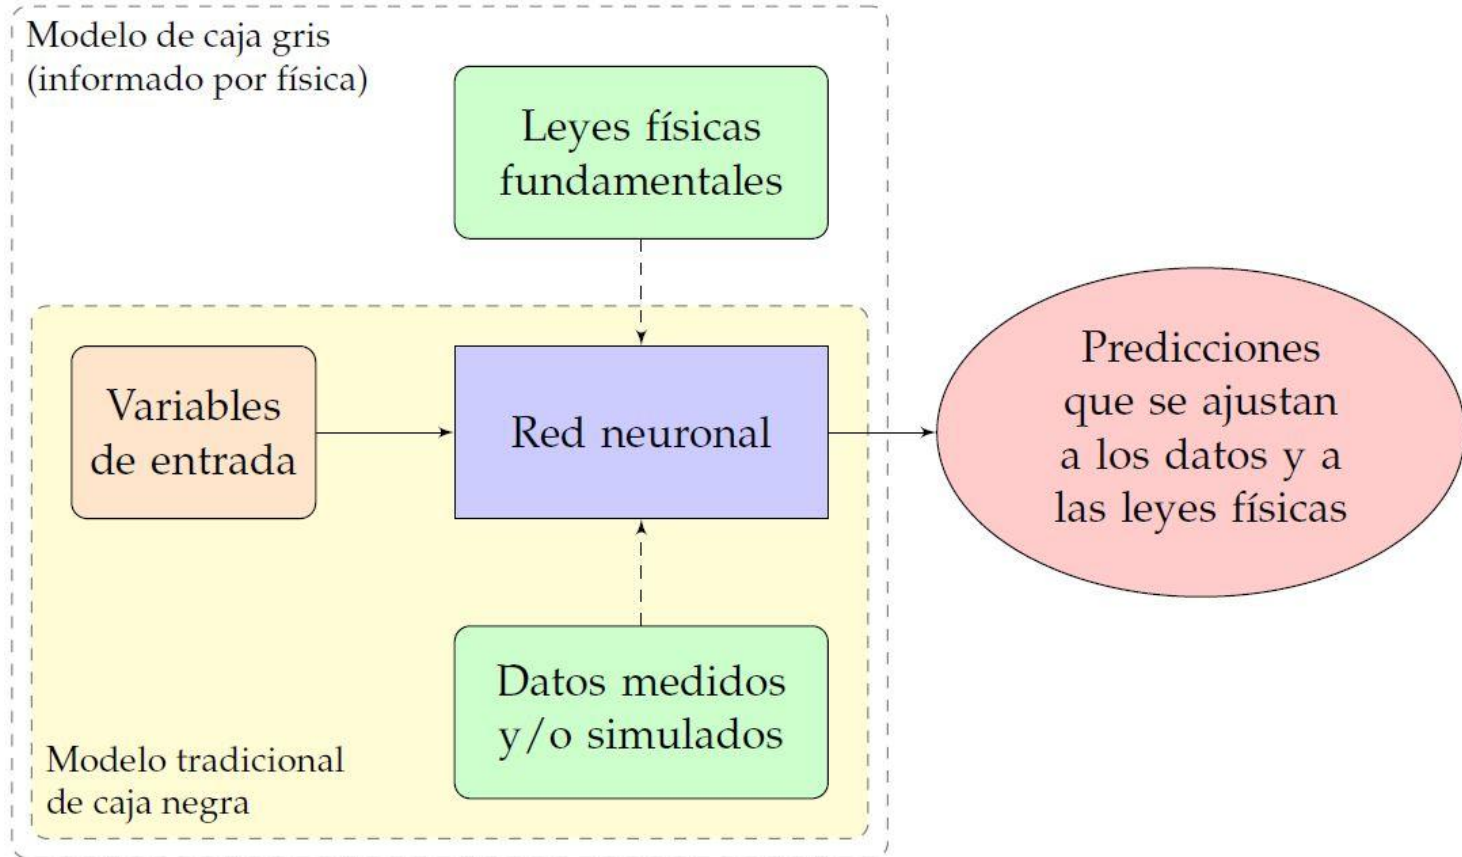 Modelo de caja gris
(informado por física)
Leyes físicas
fundamentales
Variables
de entrada
Red neuronal
Predicciones
que se ajustan
a los datos y a
las leyes físicas
Datos medidos
y/o simulados
Modelo tradicional
de caja negra